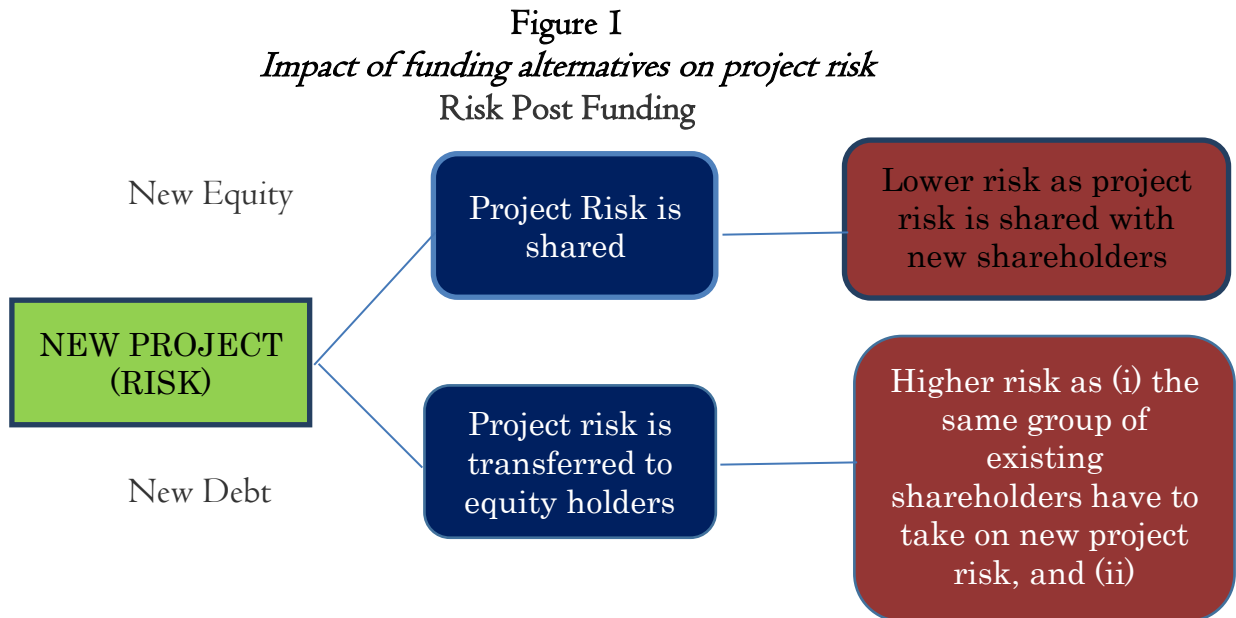 Figure 1
Impact of funding alternatives on project risk
Risk Post Funding
New Equity
Project Risk is
shared
Lower risk as project
risk is shared with
new shareholders
NEW PROJECT
(RISK)
New Debt
Project risk is
transferred to
equity holders
Higher risk as (i) the
same group of
existing
shareholders have to
take on new project
risk, and (ii)